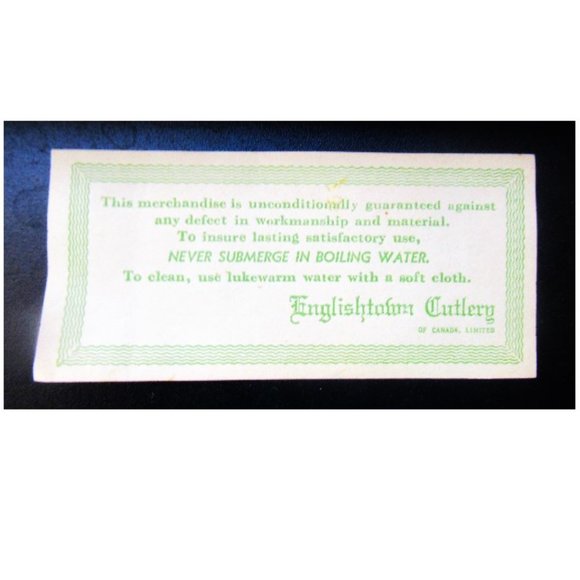 This merchandise is unconditionally guaranteed against
any defect in workmanship and material.
To insure lasting satisfactory use,
NEVER SUBMERGE IN BOILING WATER.
To clean, use lukewarm water with a soft cloth.
Englishtown Cutlery
OF CANADA, LIMITED